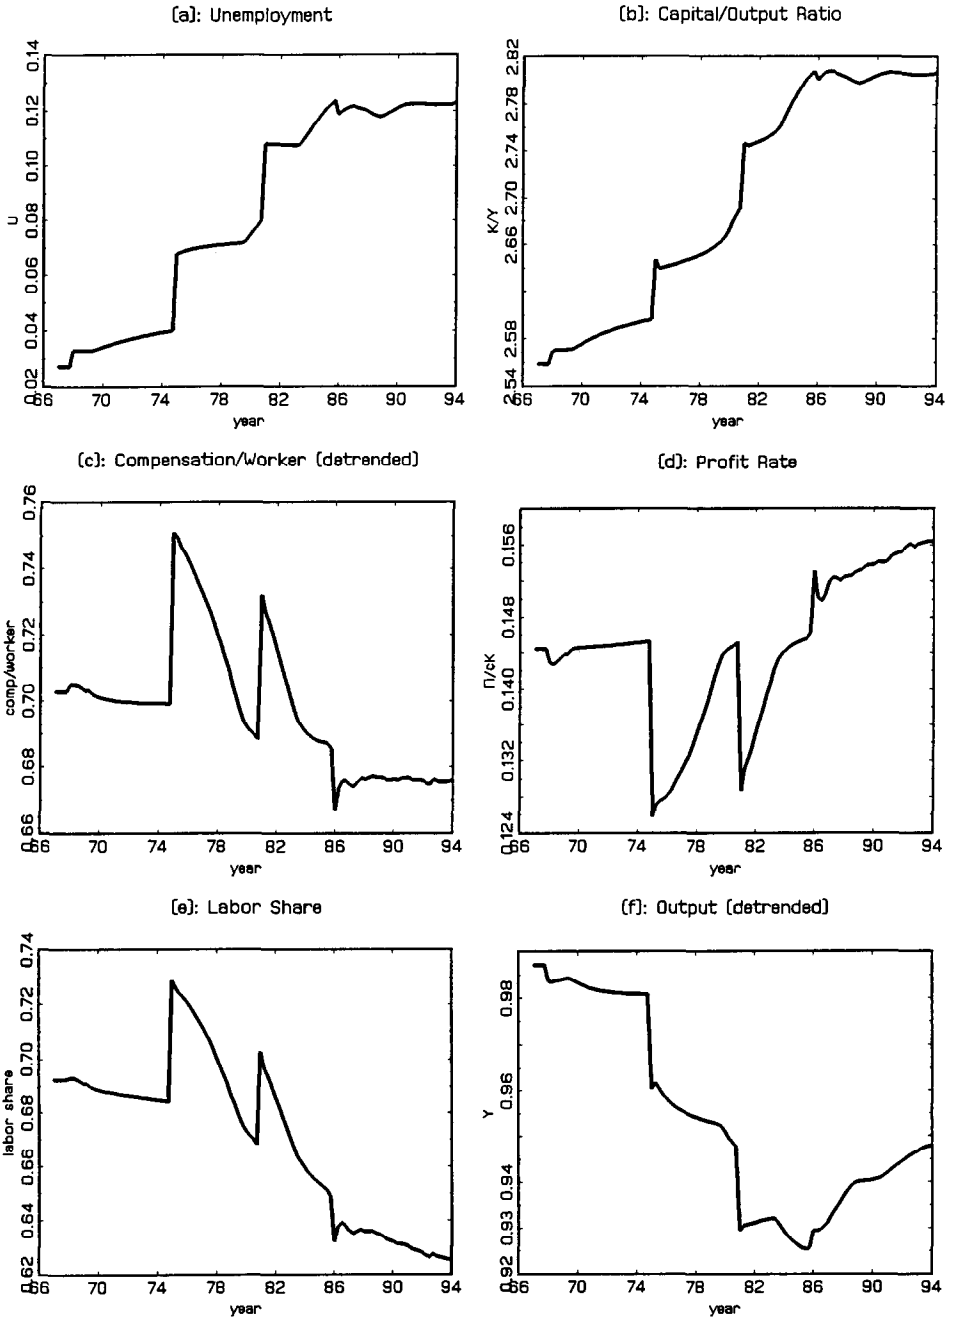 (a): Unemployment
(b): Capital/Output Ratio
0.14
0.12
0.10
0.08
0.06
0.04
0.02
U
66 70 74 78 82 86 90 94
year
2.82
2.78
2.74
2.70
2.66
2.58
2.54
K/Y
66 70 74 78 82 86 90 94
year
(c): Compensation/Worker (detrended)
(d): Profit Rate
0.76
0.74
0.72
0.70
0.68
0.66
comp/worker
66 70 74 78 82 86 90 94
year
0.156
0.148
0.140
0.132
0.124
Π/cK
66 70 74 78 82 86 90 94
year
(e): Labor Share
(f): Output (detrended)
0.74
0.72
0.70
0.68
0.66
0.64
0.62
labor share
66 70 74 78 82 86 90 94
year
0.98
0.96
0.94
0.93
0.92
Y
66 70 74 78 82 86 90 94
year